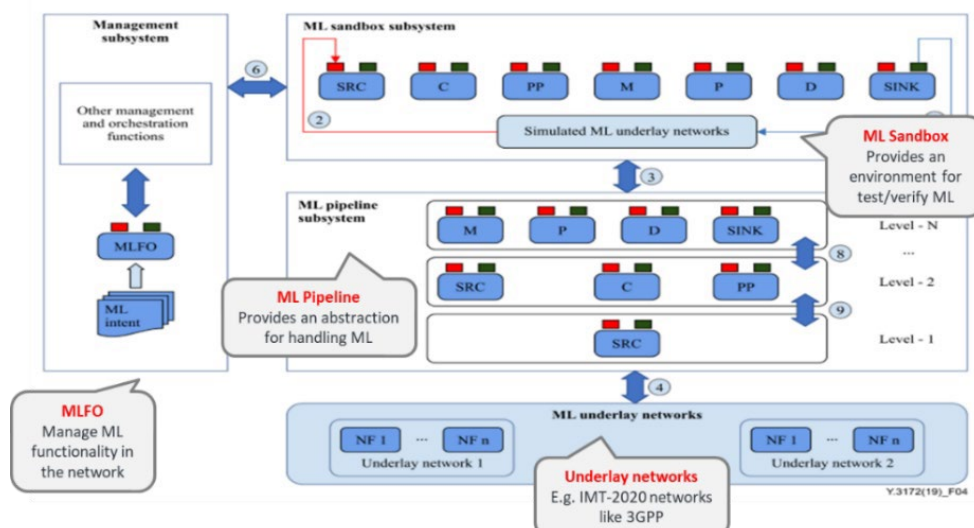 Management
subsystem
Other management
and orchestration
functions
MLFO
ML
intent
MLFO
Manage ML
functionality in
the network
6
ML sandbox subsystem
SRC
C
PP
M
P
D
SINK
2
Simulated ML underlay networks
ML Sandbox
Provides an
environment for
test/verify ML
3
ML pipeline
subsystem
M
P
D
SINK
Level - N
...
8
SRC
C
PP
Level - 2
9
SRC
Level - 1
ML Pipeline
Provides an abstraction
for handling ML
4
ML underlay networks
NF 1
...
NF n
Underlay network 1
NF 1
...
NF n
Underlay network 2
Underlay networks
E.g. IMT-2020 networks
like 3GPP
Y.3172(19)_F04